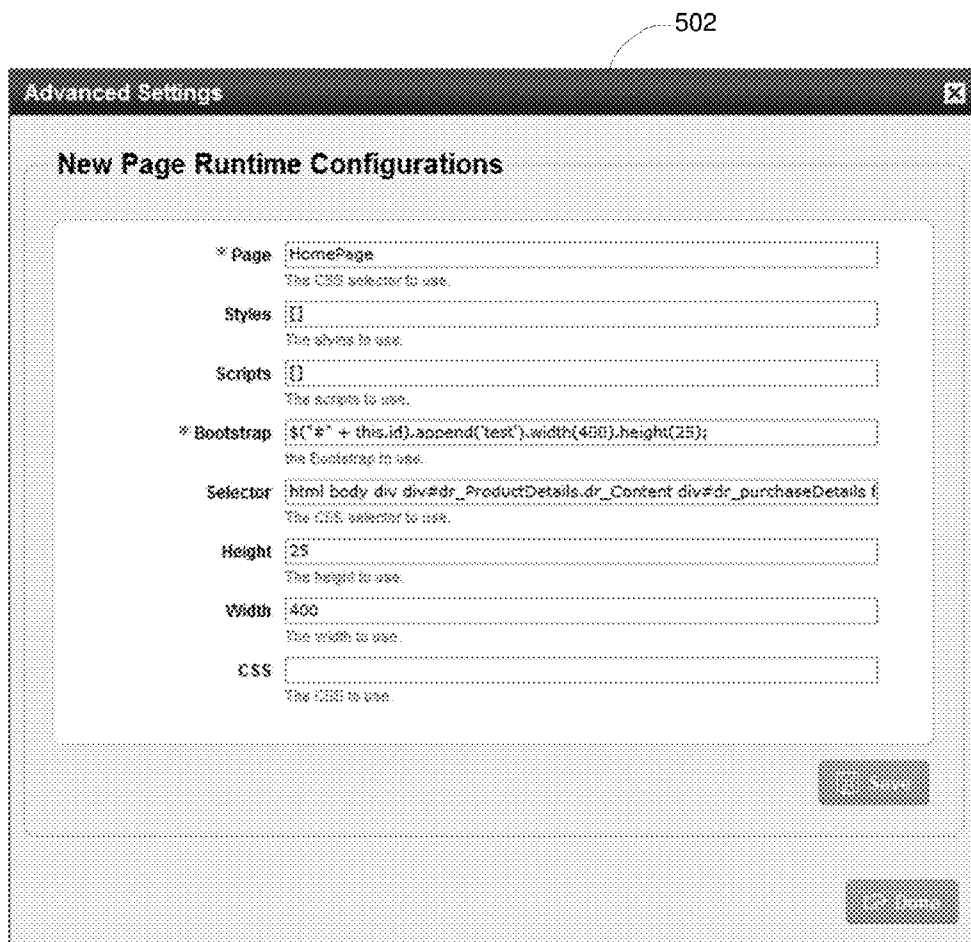 502
Advanced Settings
New Page Runtime Configurations
* Page HomePage
The CSS selector to use.
Styles []
The styles to use.
Scripts []
The scripts to use.
* Bootstrap $("#" + this.id).append('test').width(400).height(25);
the Bootstrap to use.
Selector html body div div#dr_ProductDetails.dr_Content div#dr_purchaseDetails
The CSS selector to use.
Height 25
The height to use.
Width 400
The width to use.
CSS
The CSS to use.
Save